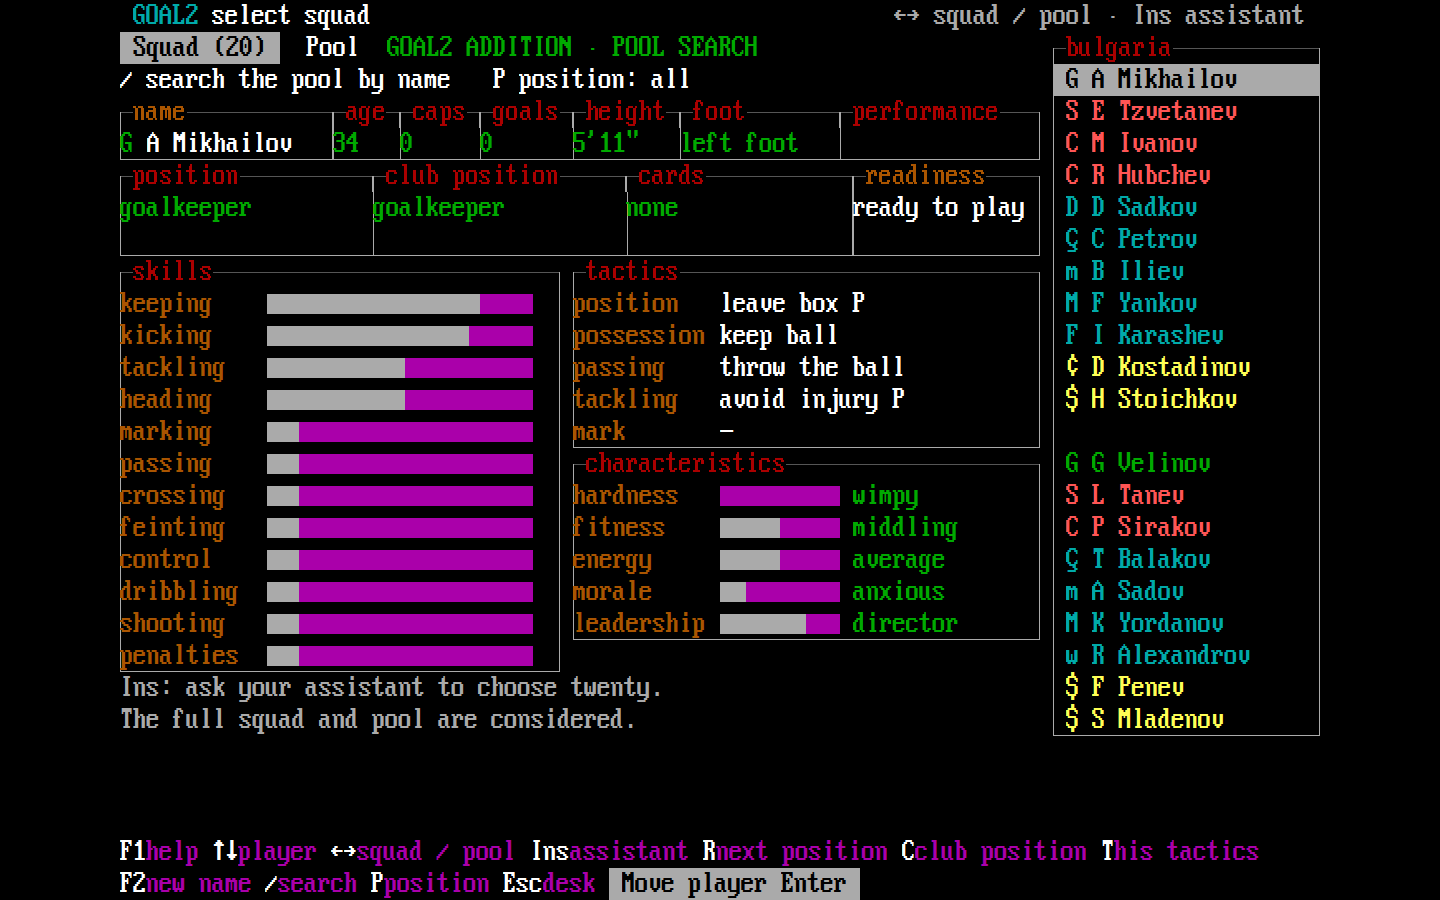 GOAL2 select squad ↔ squad / pool · Ins assistant
Squad (20) Pool GOAL2 ADDITION · POOL SEARCH
/ search the pool by name P position: all
name age caps goals height foot performance
G A Mikhailov 34 0 0 5'11" left foot
position club position cards readiness
goalkeeper goalkeeper none ready to play
skills
keeping
kicking
tackling
heading
marking
passing
crossing
feinting
control
dribbling
shooting
penalties
tactics
position leave box P
possession keep ball
passing throw the ball
tackling avoid injury P
mark –
characteristics
hardness wimpy
fitness middling
energy average
morale anxious
leadership director
Ins: ask your assistant to choose twenty.
The full squad and pool are considered.
bulgaria
G A Mikhailov
S E Tzvetanev
C M Ivanov
C R Hubchev
D D Sadkov
Ç C Petrov
m B Iliev
M F Yankov
F I Karashev
¢ D Kostadinov
$ H Stoichkov
G G Velinov
S L Tanev
C P Sirakov
Ç T Balakov
m A Sadov
M K Yordanov
w R Alexandrov
$ F Penev
$ S Mladenov
F1help ↑↓player ↔squad / pool Insassistant Rnext position Cclub position This tactics
F2new name /search Pposition Escdesk Move player Enter